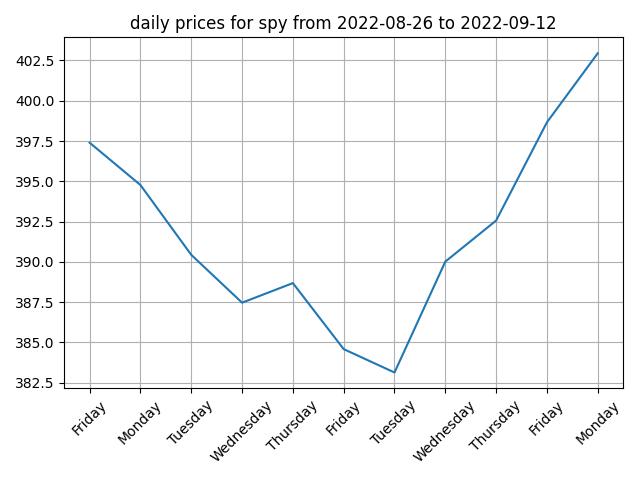 daily prices for spy from 2022-08-26 to 2022-09-12
402.5
400.0
397.5
395.0
392.5
390.0
387.5
385.0
382.5
Friday
Monday
Tuesday
Wednesday
Thursday
Friday
Tuesday
Wednesday
Thursday
Friday
Monday